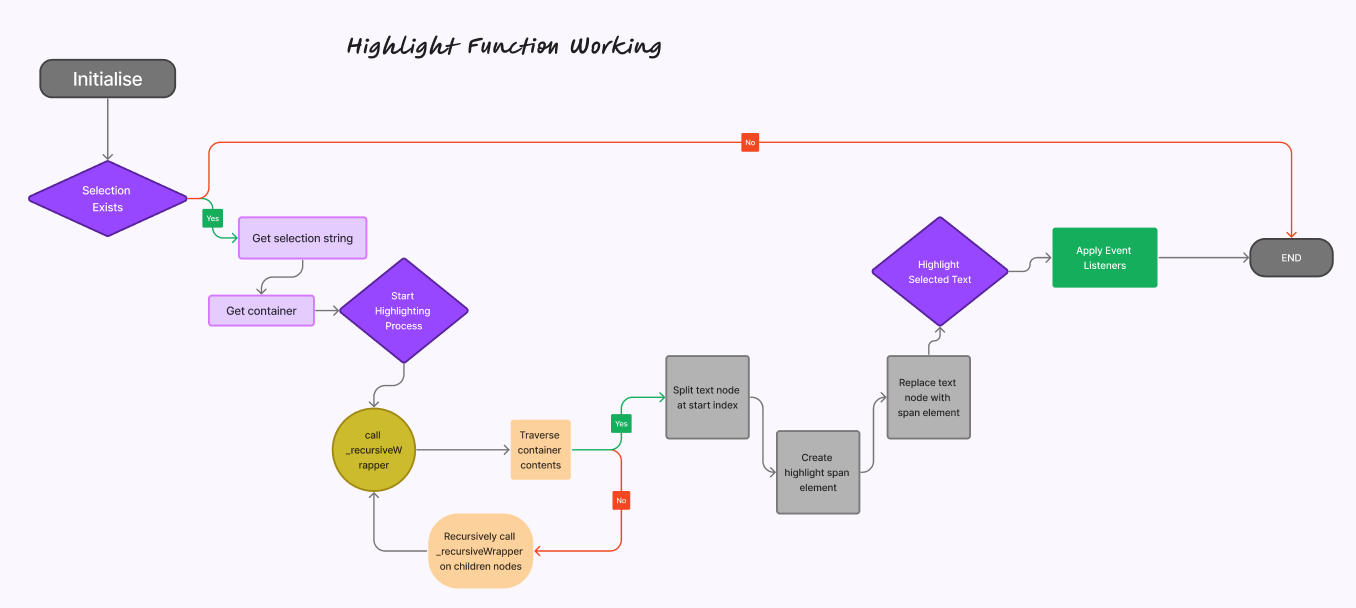 Highlight Function Working
Initialise
No
Selection
Exists
Yes
Get selection string
Get container
Start
Highlighting
Process
call
_recursiveW
rapper
Traverse
container
contents
Yes
No
Recursively call
_recursiveWrapper
on children nodes
Split text node
at start index
Create
highlight span
element
Replace text
node with
span element
Highlight
Selected Text
Apply Event
Listeners
END